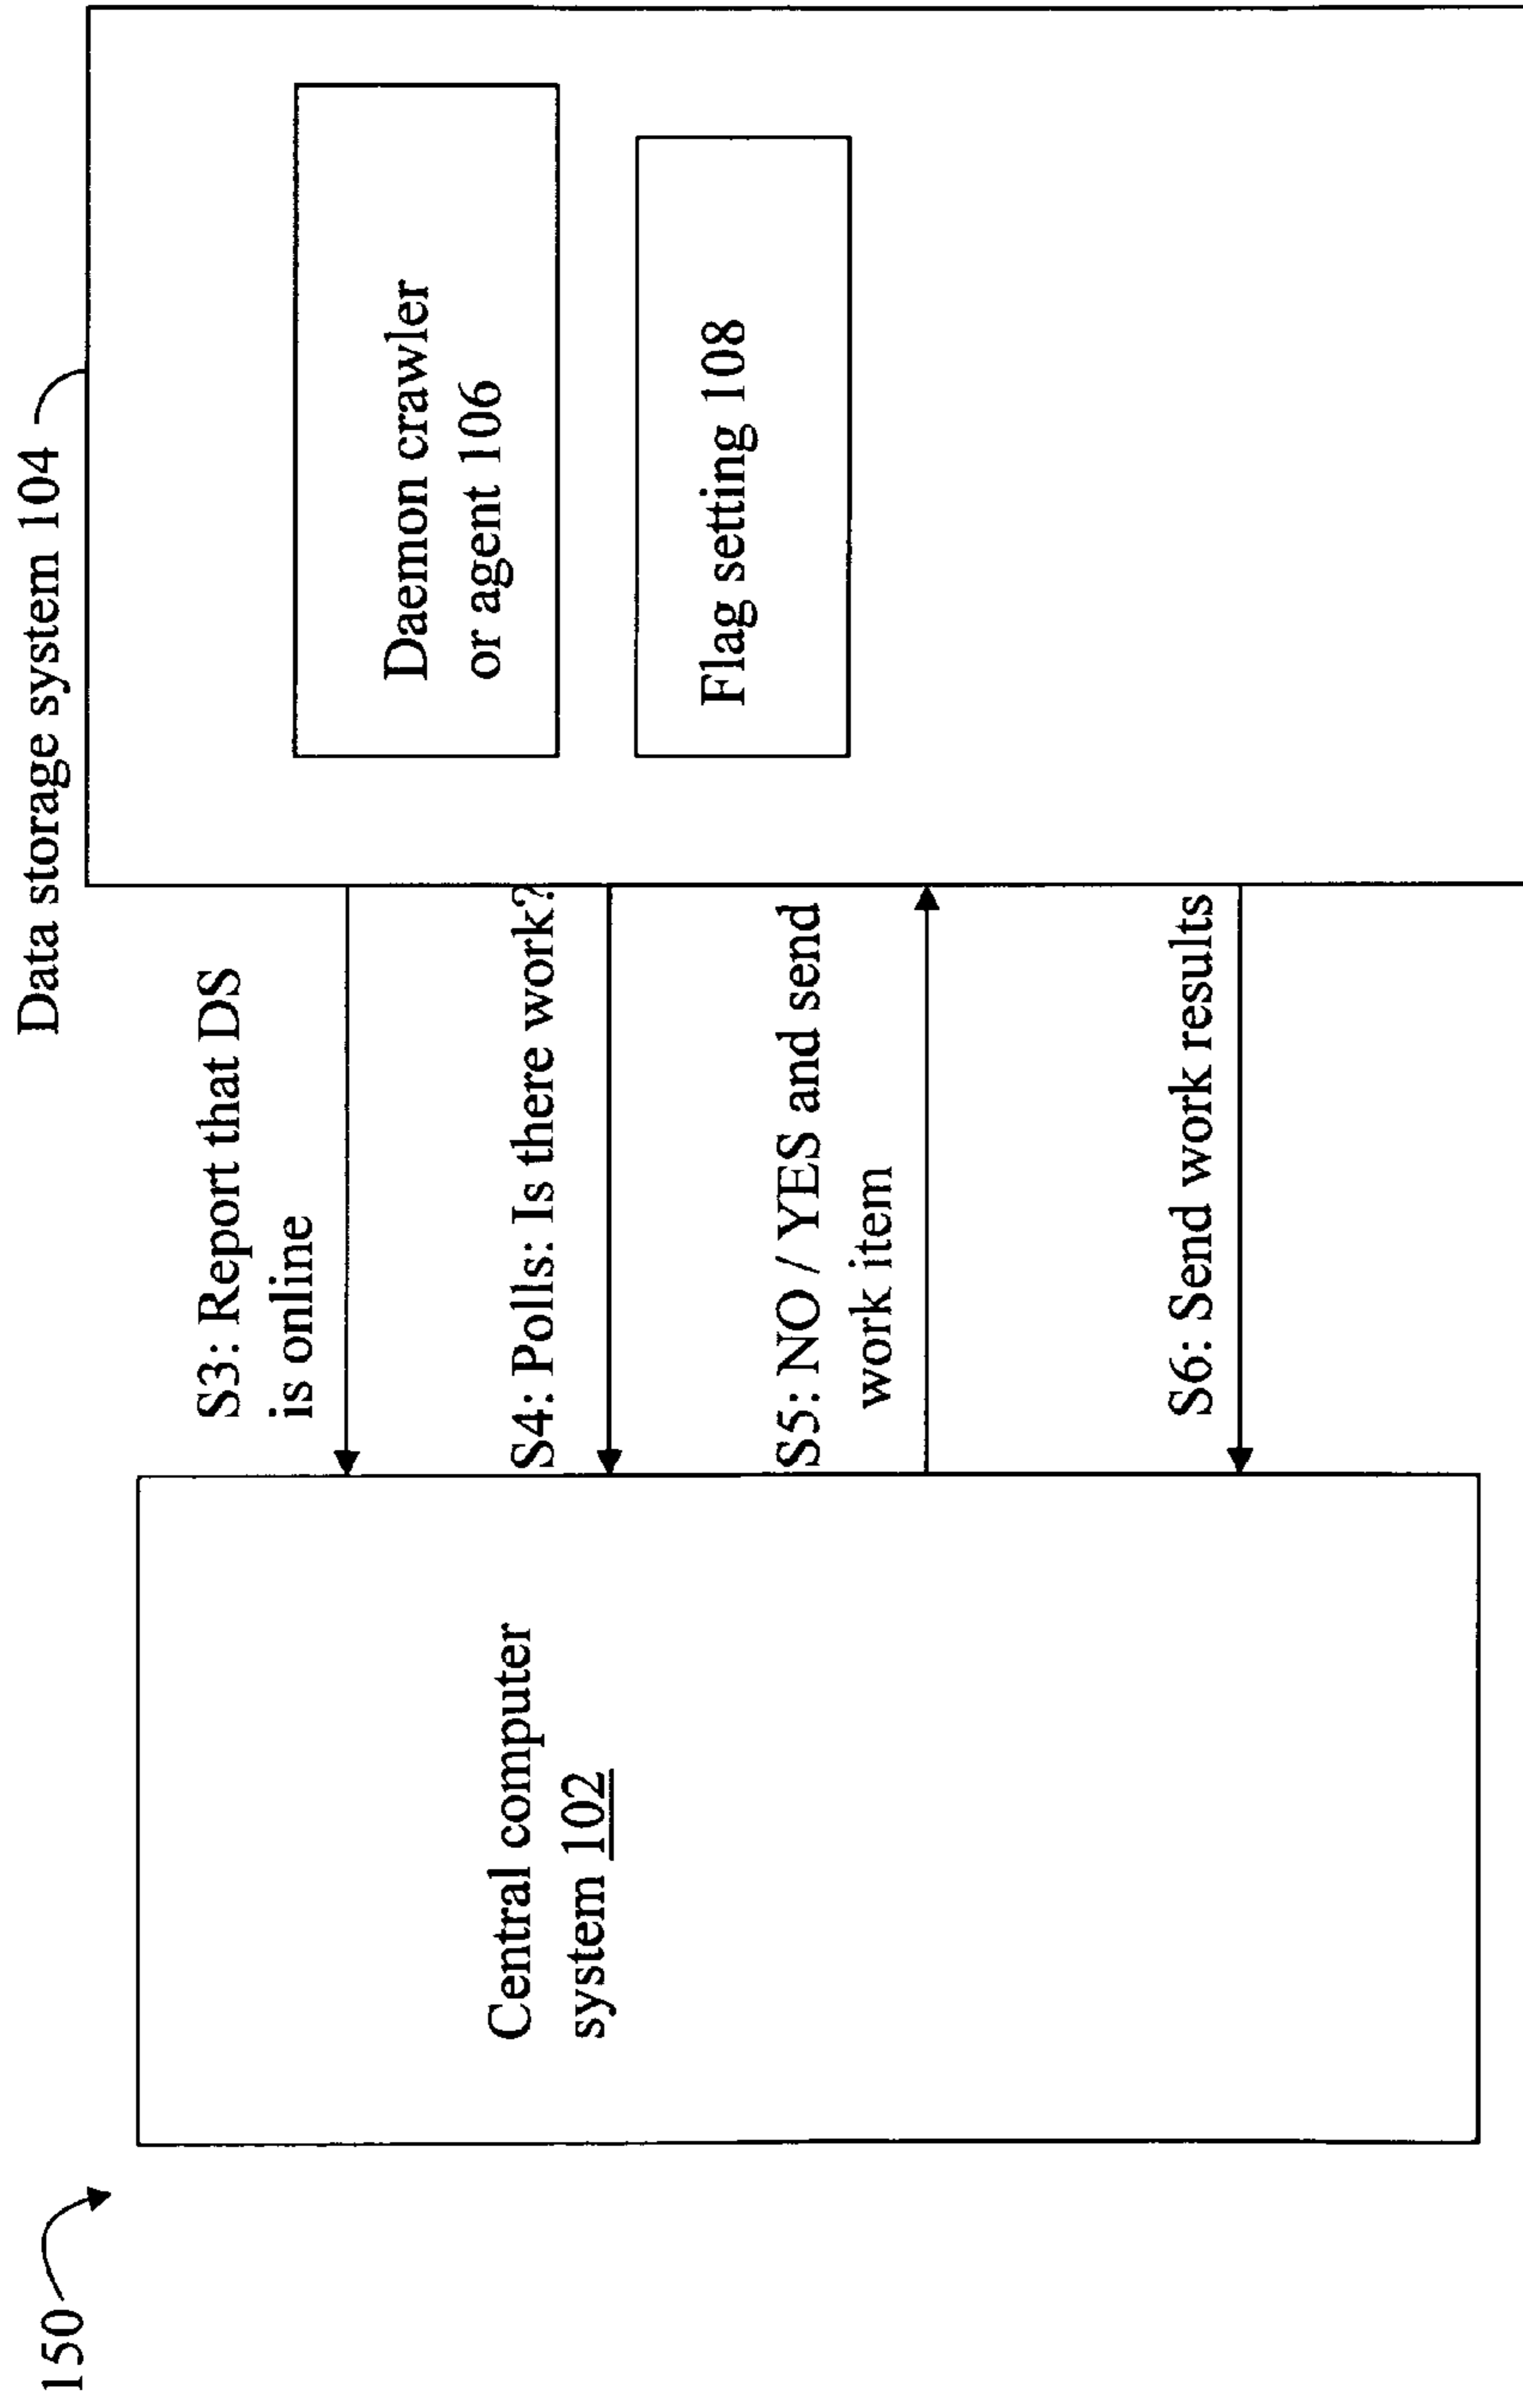 150
Data storage system 104
Central computer
system 102
S3: Report that DS
is online
S4: Polls: Is there work?
S5: NO / YES and send
work item
S6: Send work results
Daemon crawler
or agent 106
Flag setting 108